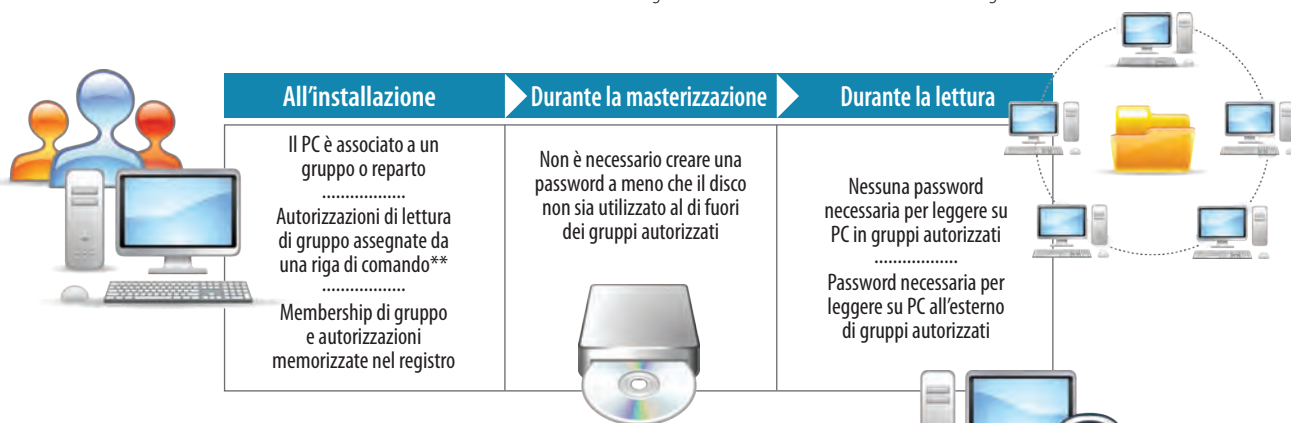 All'installazione
Il PC è associato a un
gruppo o reparto
..................
Autorizzazioni di lettura
di gruppo assegnate da
una riga di comando**
..................
Membership di gruppo
e autorizzazioni
memorizzate nel registro
Durante la masterizzazione
Non è necessario creare una
password a meno che il disco
non sia utilizzato al di fuori
dei gruppi autorizzati
Durante la lettura
Nessuna password
necessaria per leggere su
PC in gruppi autorizzati
..................
Password necessaria per
leggere su PC all'esterno
di gruppi autorizzati